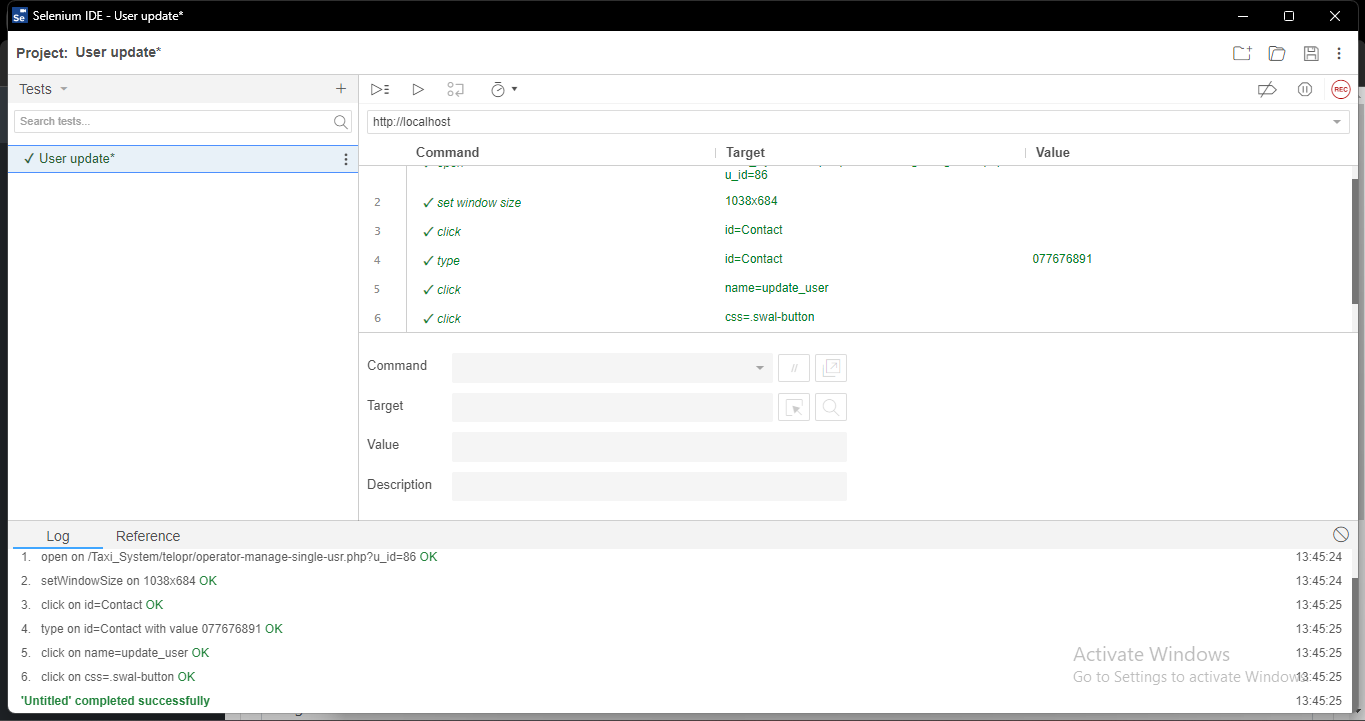 Selenium IDE - User update*
Project: User update*
Tests
Search tests...
✓ User update*
REC
http://localhost
Command Target Value
u_id=86
2 ✓ set window size 1038x684
3 ✓ click id=Contact
4 ✓ type id=Contact 077676891
5 ✓ click name=update_user
6 ✓ click css=.swal-button
Command //
Target
Value
Description
Log Reference
1. open on /Taxi_System/telopr/operator-manage-single-usr.php?u_id=86 OK 13:45:24
2. setWindowSize on 1038x684 OK 13:45:24
3. click on id=Contact OK 13:45:25
4. type on id=Contact with value 077676891 OK 13:45:25
5. click on name=update_user OK 13:45:25
6. click on css=.swal-button OK 13:45:25
'Untitled' completed successfully 13:45:25
Activate Windows
Go to Settings to activate Windows.